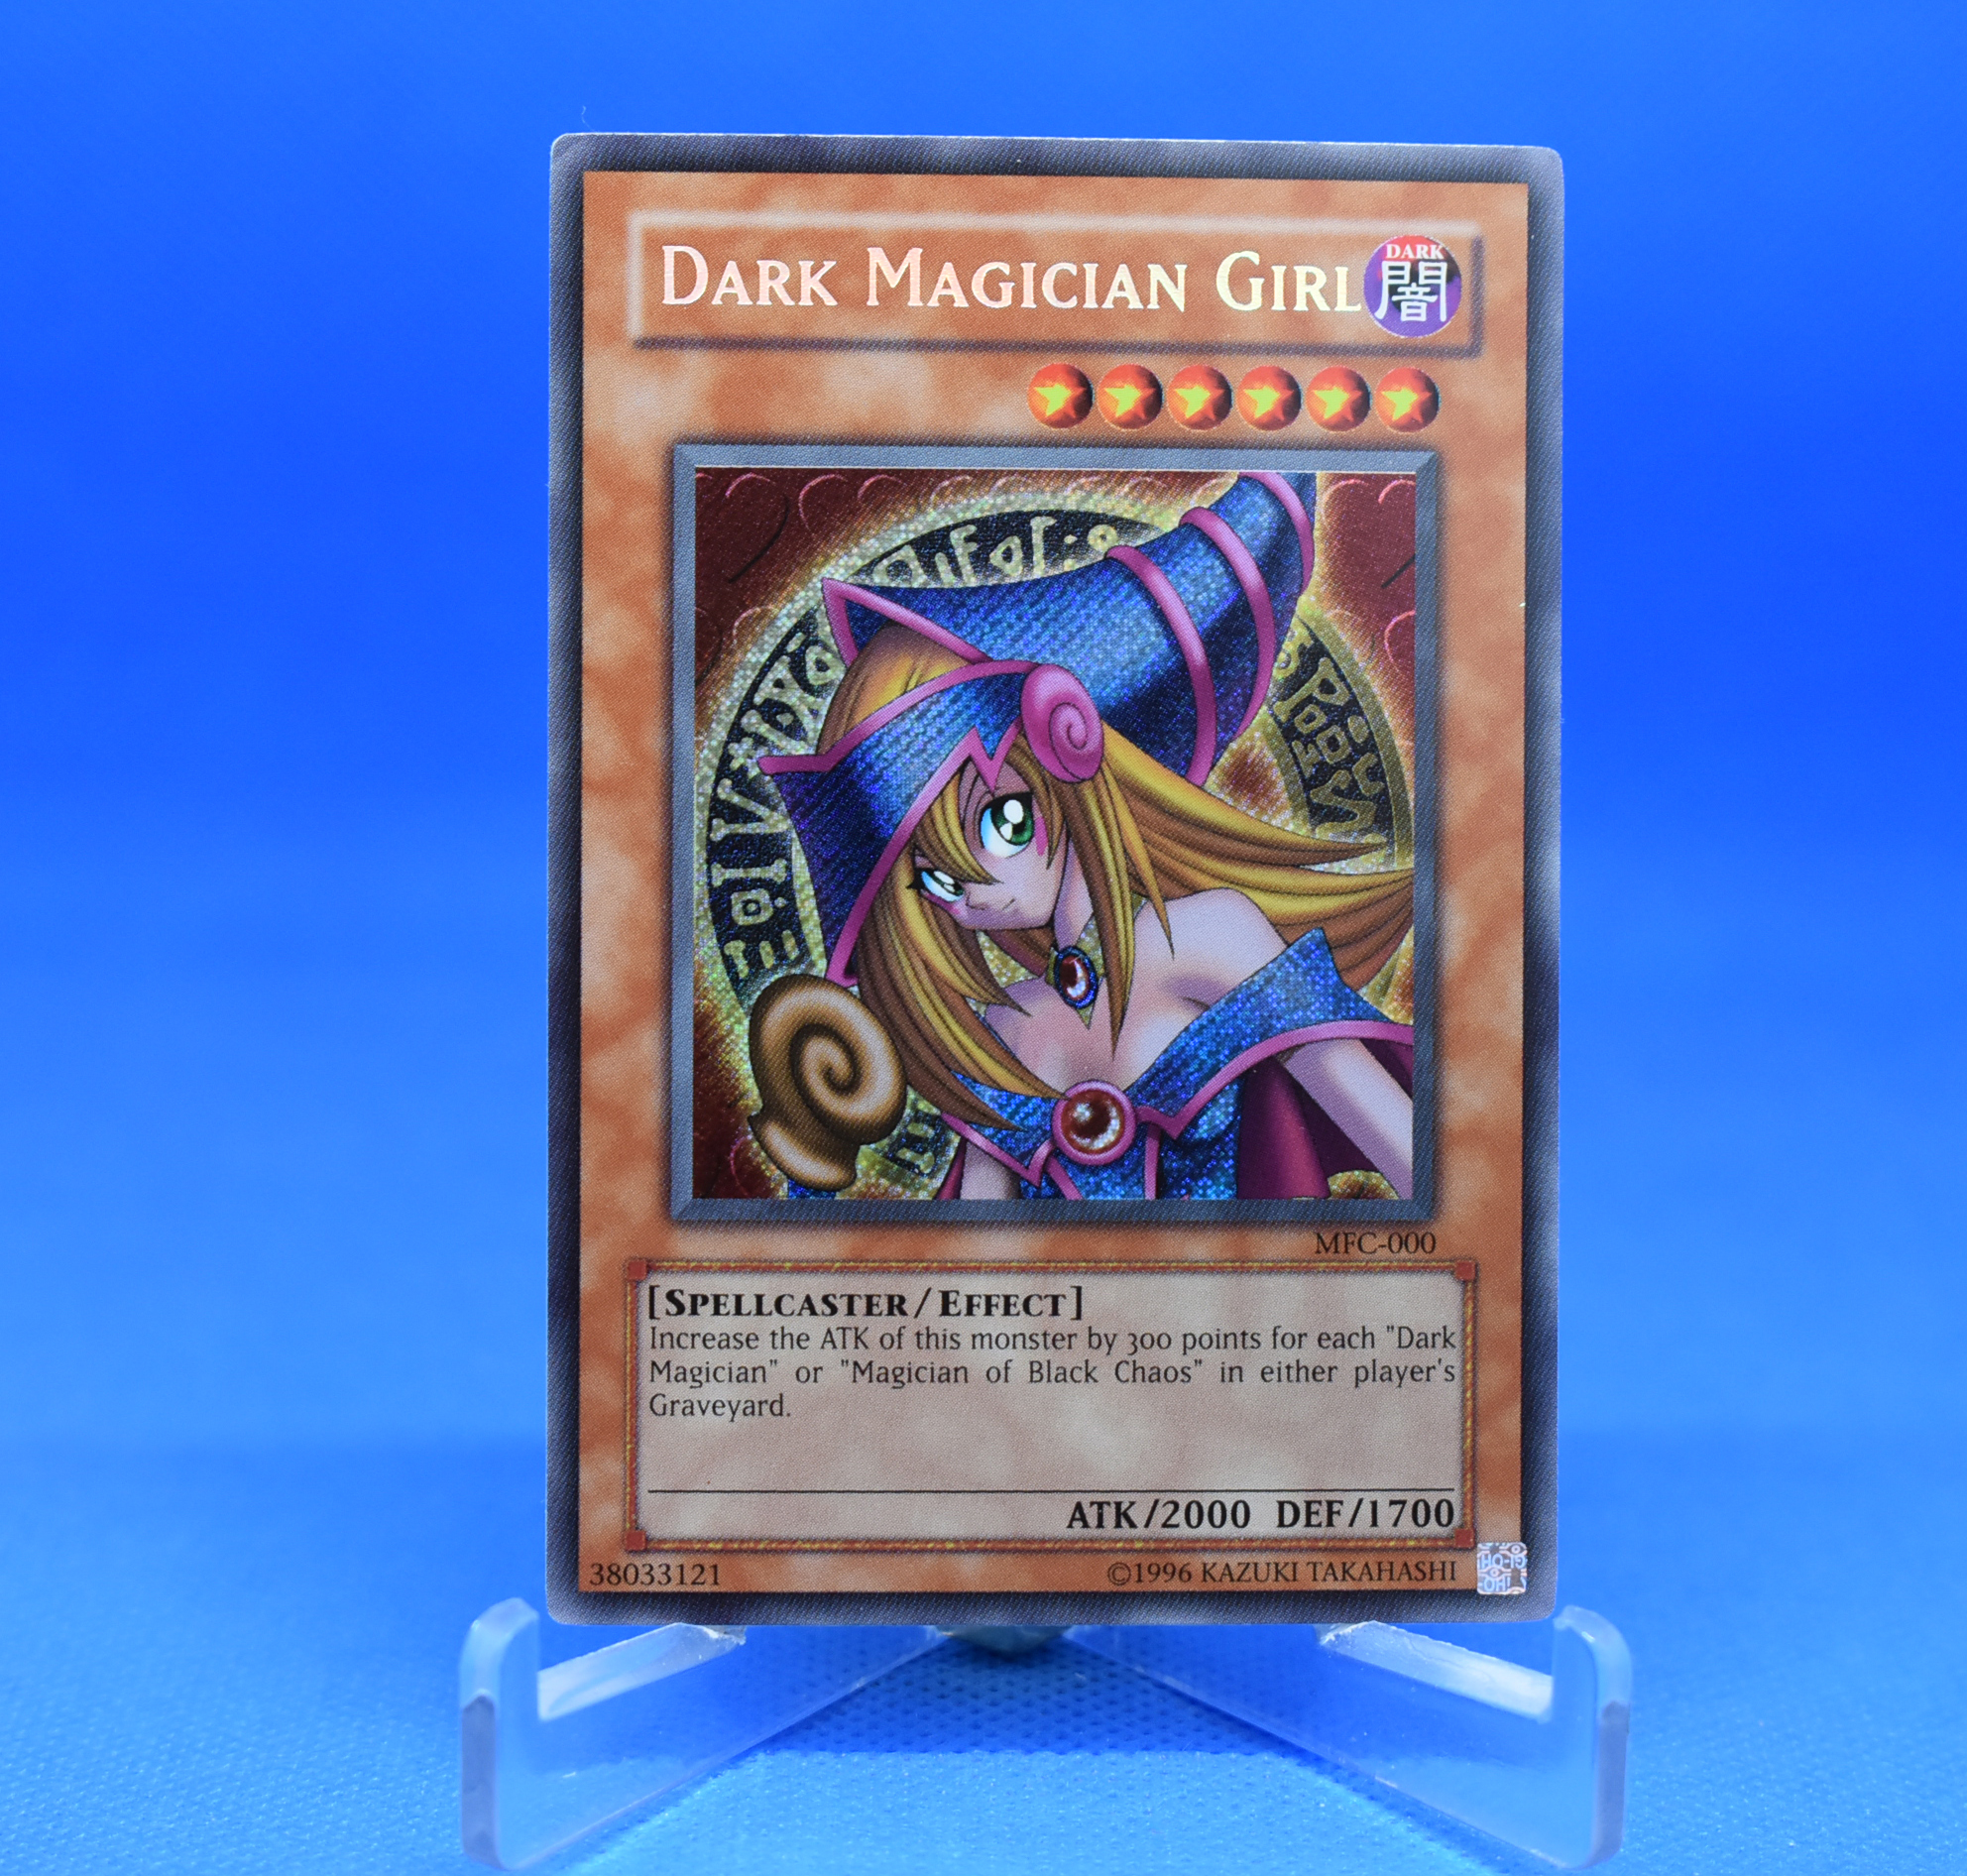 DARK MAGICIAN GIRL
DARK
闇
MFC-000
[SPELLCASTER/EFFECT]
Increase the ATK of this monster by 300 points for each "Dark
Magician" or "Magician of Black Chaos" in either player's
Graveyard.
ATK/2000 DEF/1700
38033121
©1996 KAZUKI TAKAHASHI